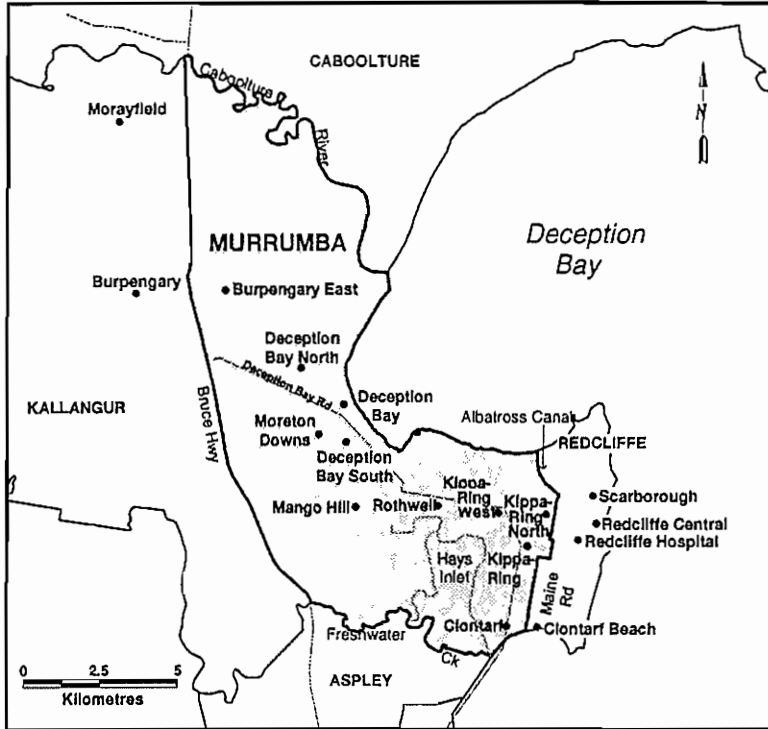 CABOOLTURE
Caboolture
River
Morayfield
N
MURRUMBA
Deception
Bay
Burpengary
Burpengary East
Deception
Bay North
Deception Bay Rd
Deception
Bay
KALLANGUR
Bruce Hwy
Albatross Canal
REDCLIFFE
Moreton
Downs
Deception
Bay South
Kippa-
Ring
West
Kippa-
Ring
North
Scarborough
Mango Hill
Rothwell
Redcliffe Central
Redcliffe Hospital
Hays
Inlet
Kippa-
Ring
Maine
Rd
Clontarf
Clontarf Beach
Freshwater
Ck
ASPLEY
0 2.5 5
Kilometres